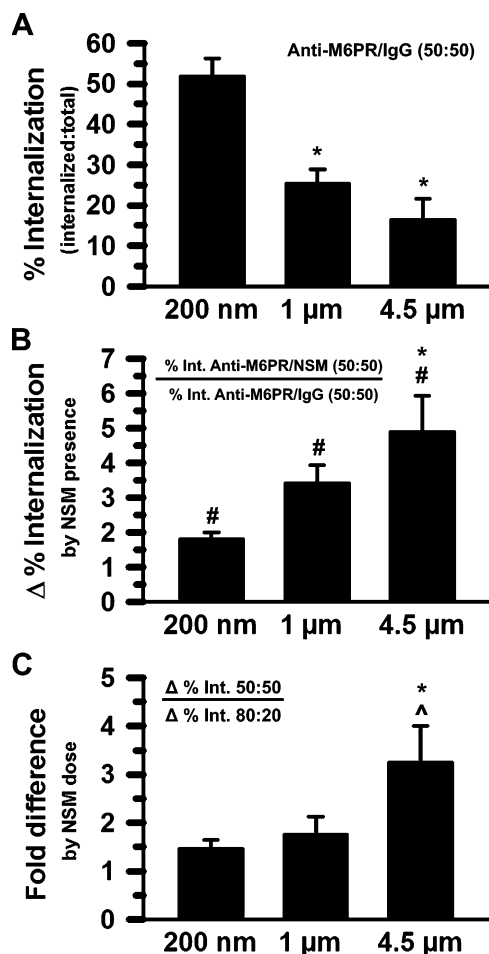 A
% Internalization
(internalized:total)
60
50
40
30
20
10
0
Anti-M6PR/IgG (50:50)
*
*
200 nm 1 µm 4.5 µm
B
Δ % Internalization
by NSM presence
7
6
5
4
3
2
1
0
% Int. Anti-M6PR/NSM (50:50)
% Int. Anti-M6PR/IgG (50:50)
#
#
*
#
200 nm 1 µm 4.5 µm
C
Fold difference
by NSM dose
5
4
3
2
1
0
Δ % Int. 50:50
Δ % Int. 80:20
*
^
200 nm 1 µm 4.5 µm